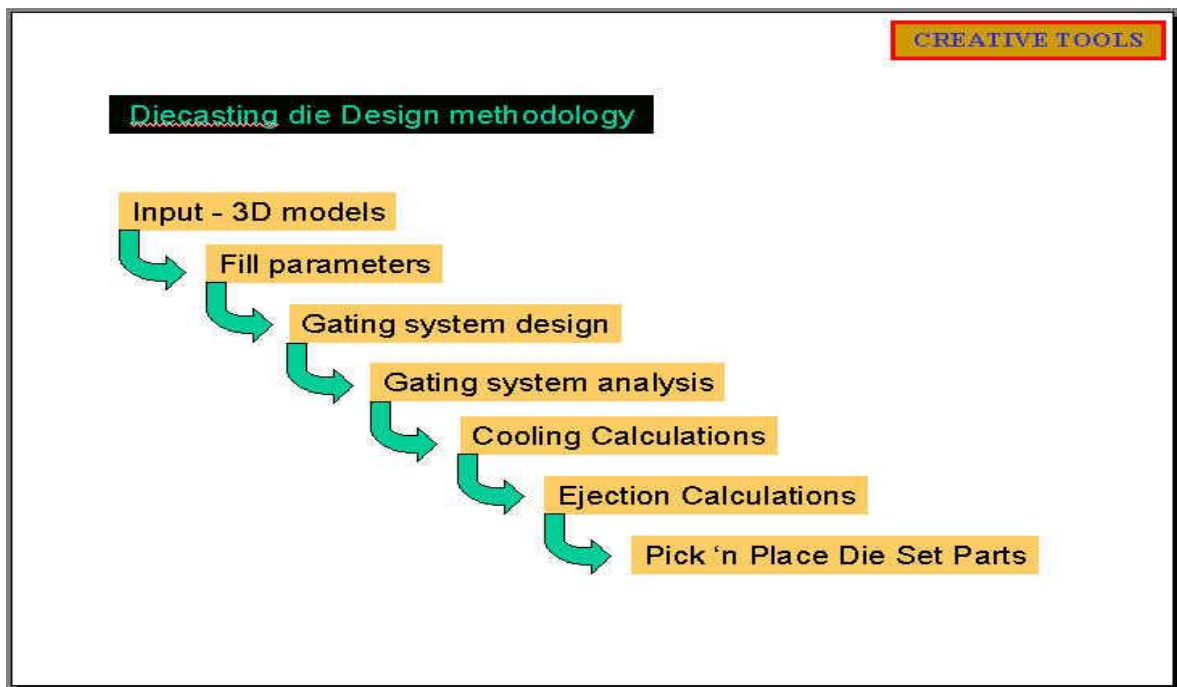 CREATIVE TOOLS
Diecasting die Design methodology
Input - 3D models
Fill parameters
Gating system design
Gating system analysis
Cooling Calculations
Ejection Calculations
Pick ‘n Place Die Set Parts